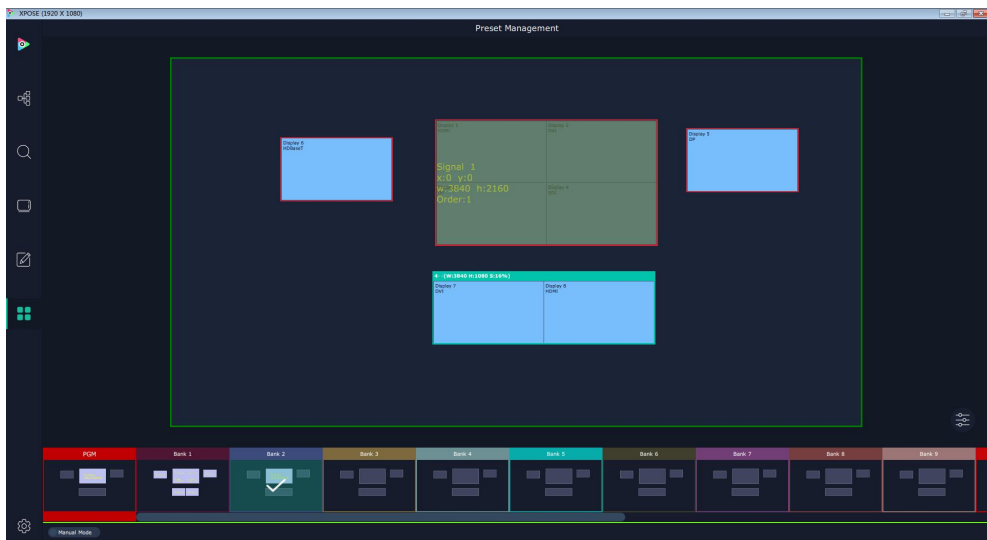 XPOSE (1920 X 1080)
Preset Management
Display 6
HDBaseT
Display 5
DP
Signal 1
x:0 y:0
w:3840 h:2160
Order:1
Display 4
(W:3840 H:1080 S:16%)
Display 7
DVI
Display 8
HDMI
PGM
Bank 1
Bank 2
Bank 3
Bank 4
Bank 5
Bank 6
Bank 7
Bank 8
Bank 9
Manual Mode